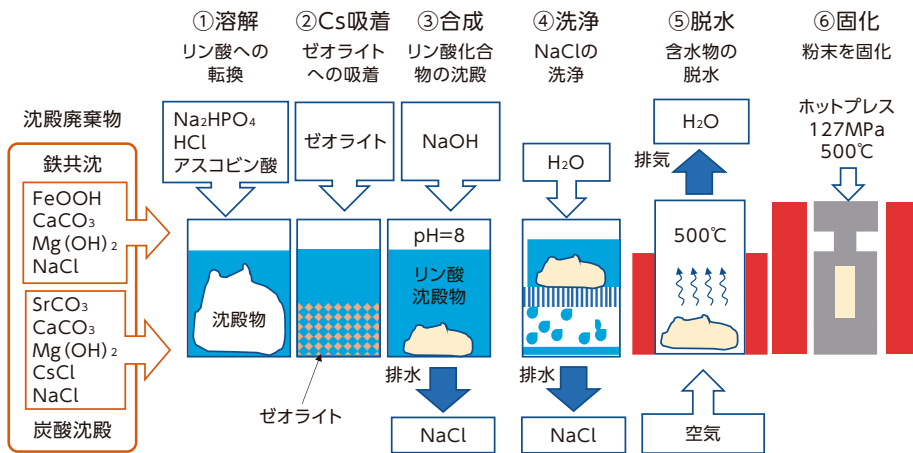 ①溶解
リン酸への
転換
②Cs吸着
ゼオライト
への吸着
③合成
リン酸化合
物の沈殿
④洗浄
NaClの
洗浄
⑤脱水
含水物の
脱水
⑥固化
粉末を固化
沈殿廃棄物
鉄共沈
FeOOH
CaCO₃
Mg(OH)₂
NaCl
SrCO₃
CaCO₃
Mg(OH)₂
CsCl
NaCl
炭酸沈殿
Na₂HPO₄
HCl
アスコビン酸
沈殿物
ゼオライト
ゼオライト
NaOH
pH=8
リン酸
沈殿物
排水
NaCl
H₂O
排水
NaCl
H₂O
排気
500℃
空気
ホットプレス
127MPa
500℃